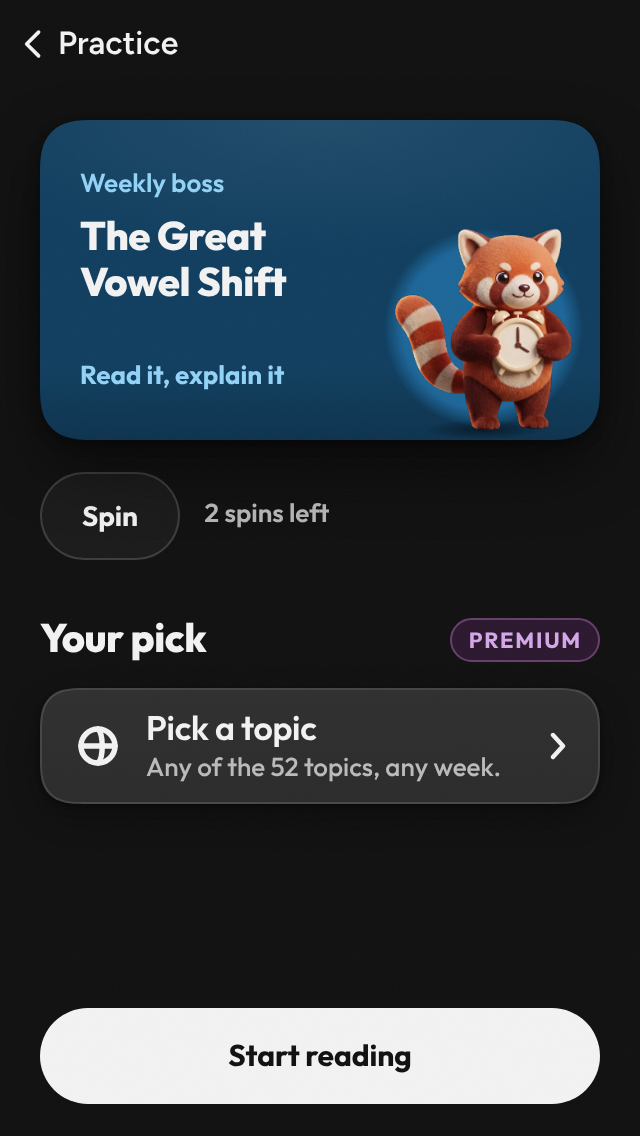 Practice
Weekly boss
The Great
Vowel Shift
Read it, explain it
Spin
2 spins left
Your pick
PREMIUM
Pick a topic
Any of the 52 topics, any week.
Start reading